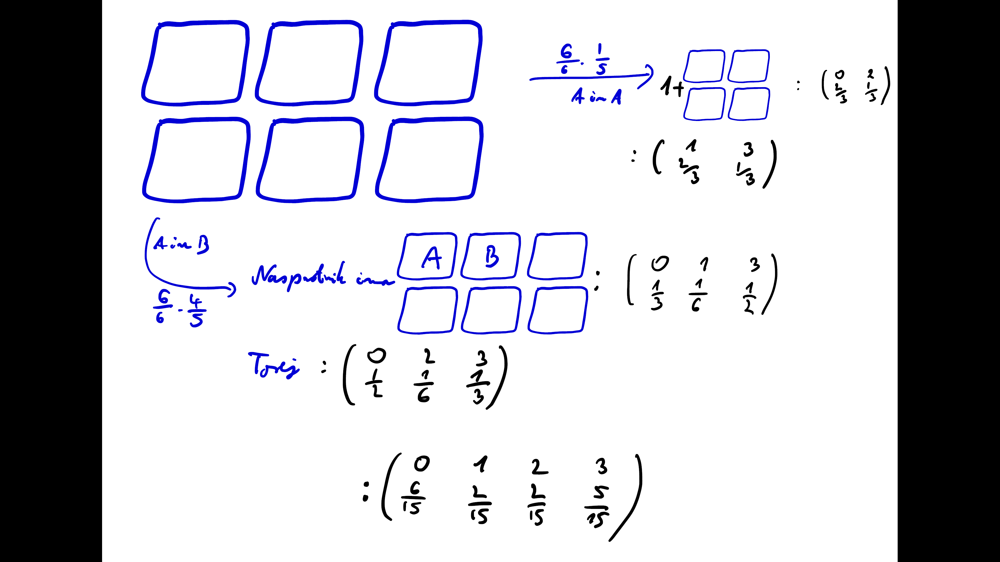 6/6 · 1/5
A in A
1+ : ( 0 2 )
( 2/3 1/3 )
: ( 1 3 )
( 2/3 1/3 )
A in B
6/6 · 4/5
Nasprotnik ima A B : ( 0 1 3 )
( 1/3 1/6 1/2 )
Torej : ( 0 2 3 )
( 1/2 1/6 1/3 )
: ( 0 1 2 3 )
( 6/15 2/15 2/15 5/15 )